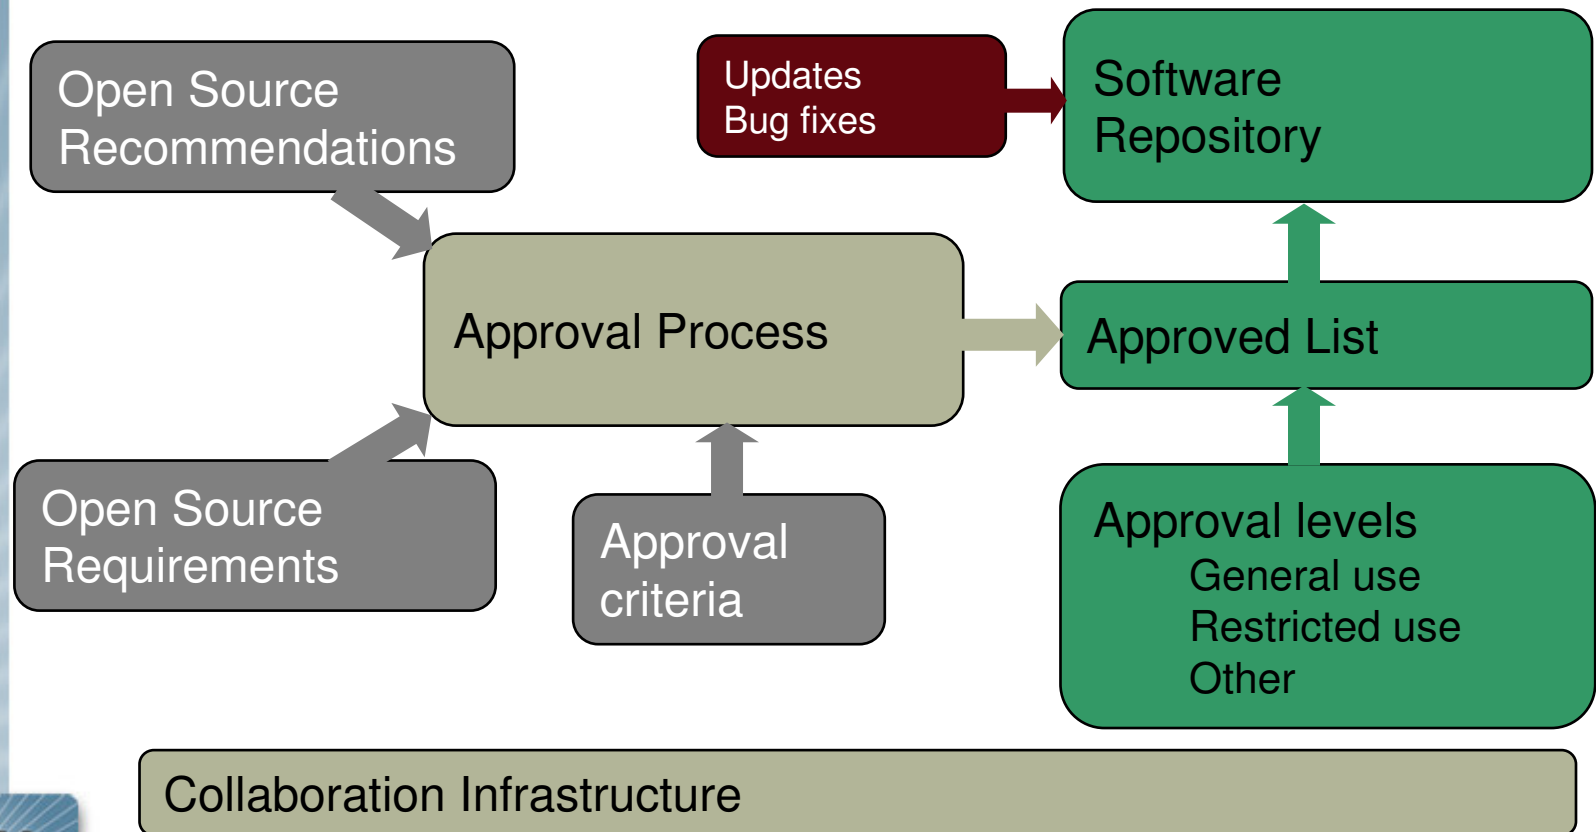 Open Source
Recommendations
Updates
Bug fixes
Software
Repository
Approval Process
Approved List
Open Source
Requirements
Approval
criteria
Approval levels
General use
Restricted use
Other
Collaboration Infrastructure